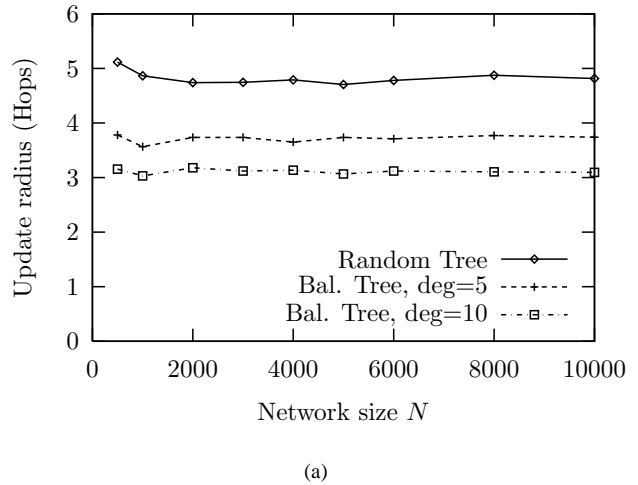 6
5
4
3
2
1
0
Update radius (Hops)
Random Tree
Bal. Tree, deg=5
Bal. Tree, deg=10
0 2000 4000 6000 8000 10000
Network size N
(a)